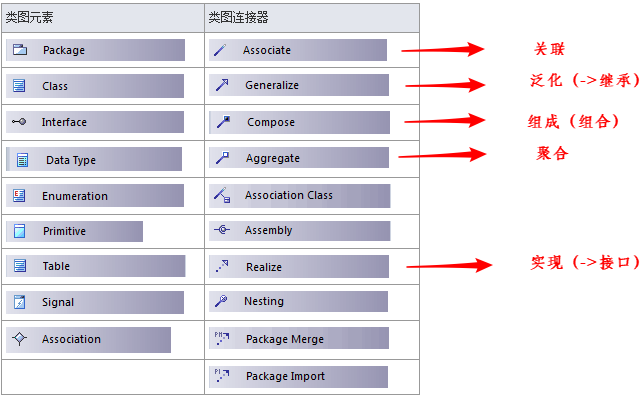 类图元素 类图连接器
Package Associate 关联
Class Generalize 泛化（->继承）
Interface Compose 组成（组合）
Data Type Aggregate 聚合
Enumeration Association Class
Primitive Assembly
Table Realize 实现（->接口）
Signal Nesting
Association Package Merge
Package Import